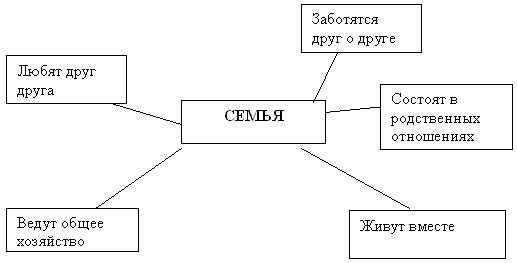 Заботятся
друг о друге
Любят друг
друга
СЕМЬЯ
Состоят в
родственных
отношениях
Ведут общее
хозяйство
Живут вместе